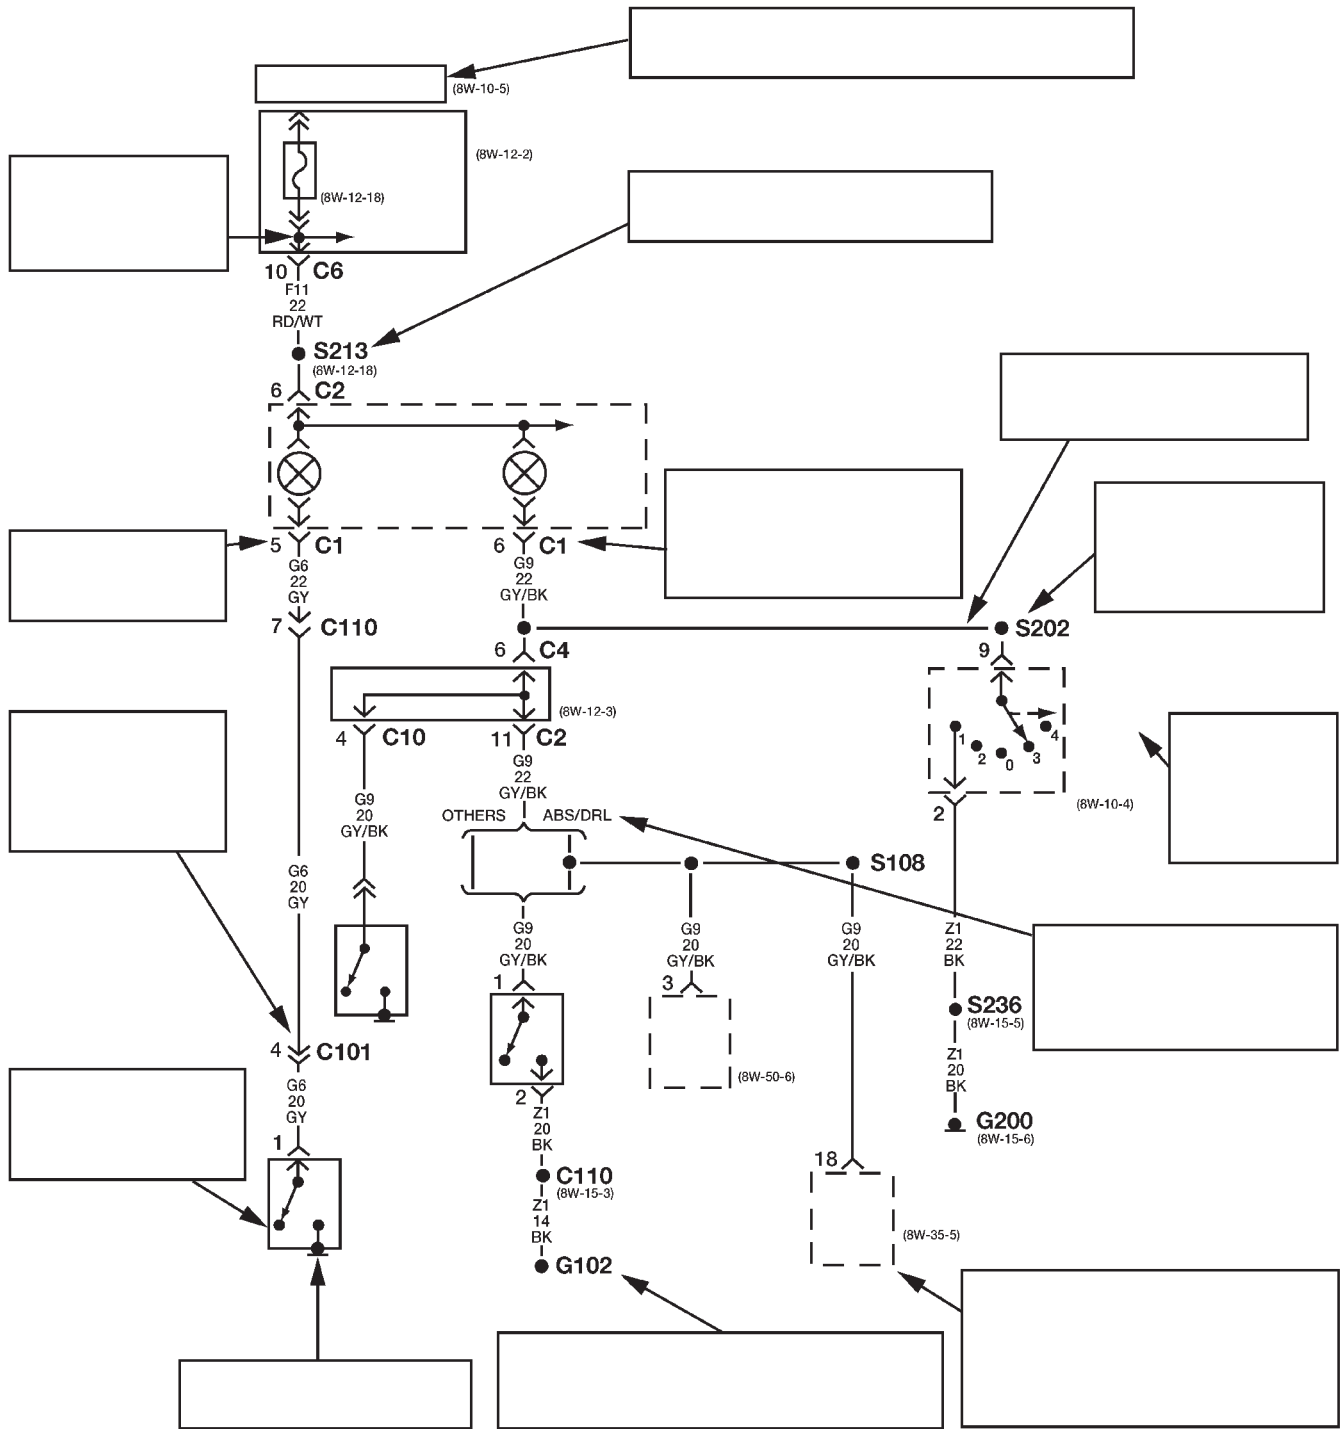 (8W-10-5)
(8W-12-2)
(8W-12-18)
10 C6
F11
22
RD/WT
S213
(8W-12-18)
6 C2
5 C1
6 C1
G6
22
GY
G9
22
GY/BK
7 C110
S202
6 C4
9
(8W-12-3)
4 C10
11 C2
1
2
0
3
4
(8W-10-4)
2
G9
22
GY/BK
G9
20
GY/BK
OTHERS ABS/DRL
S108
G6
20
GY
G9
20
GY/BK
G9
20
GY/BK
G9
20
GY/BK
Z1
22
BK
1
3
S236
(8W-15-5)
4 C101
Z1
20
BK
(8W-50-6)
G6
20
GY
2
Z1
20
BK
G200
(8W-15-6)
1
18
C110
(8W-15-3)
Z1
14
BK
(8W-35-5)
G102